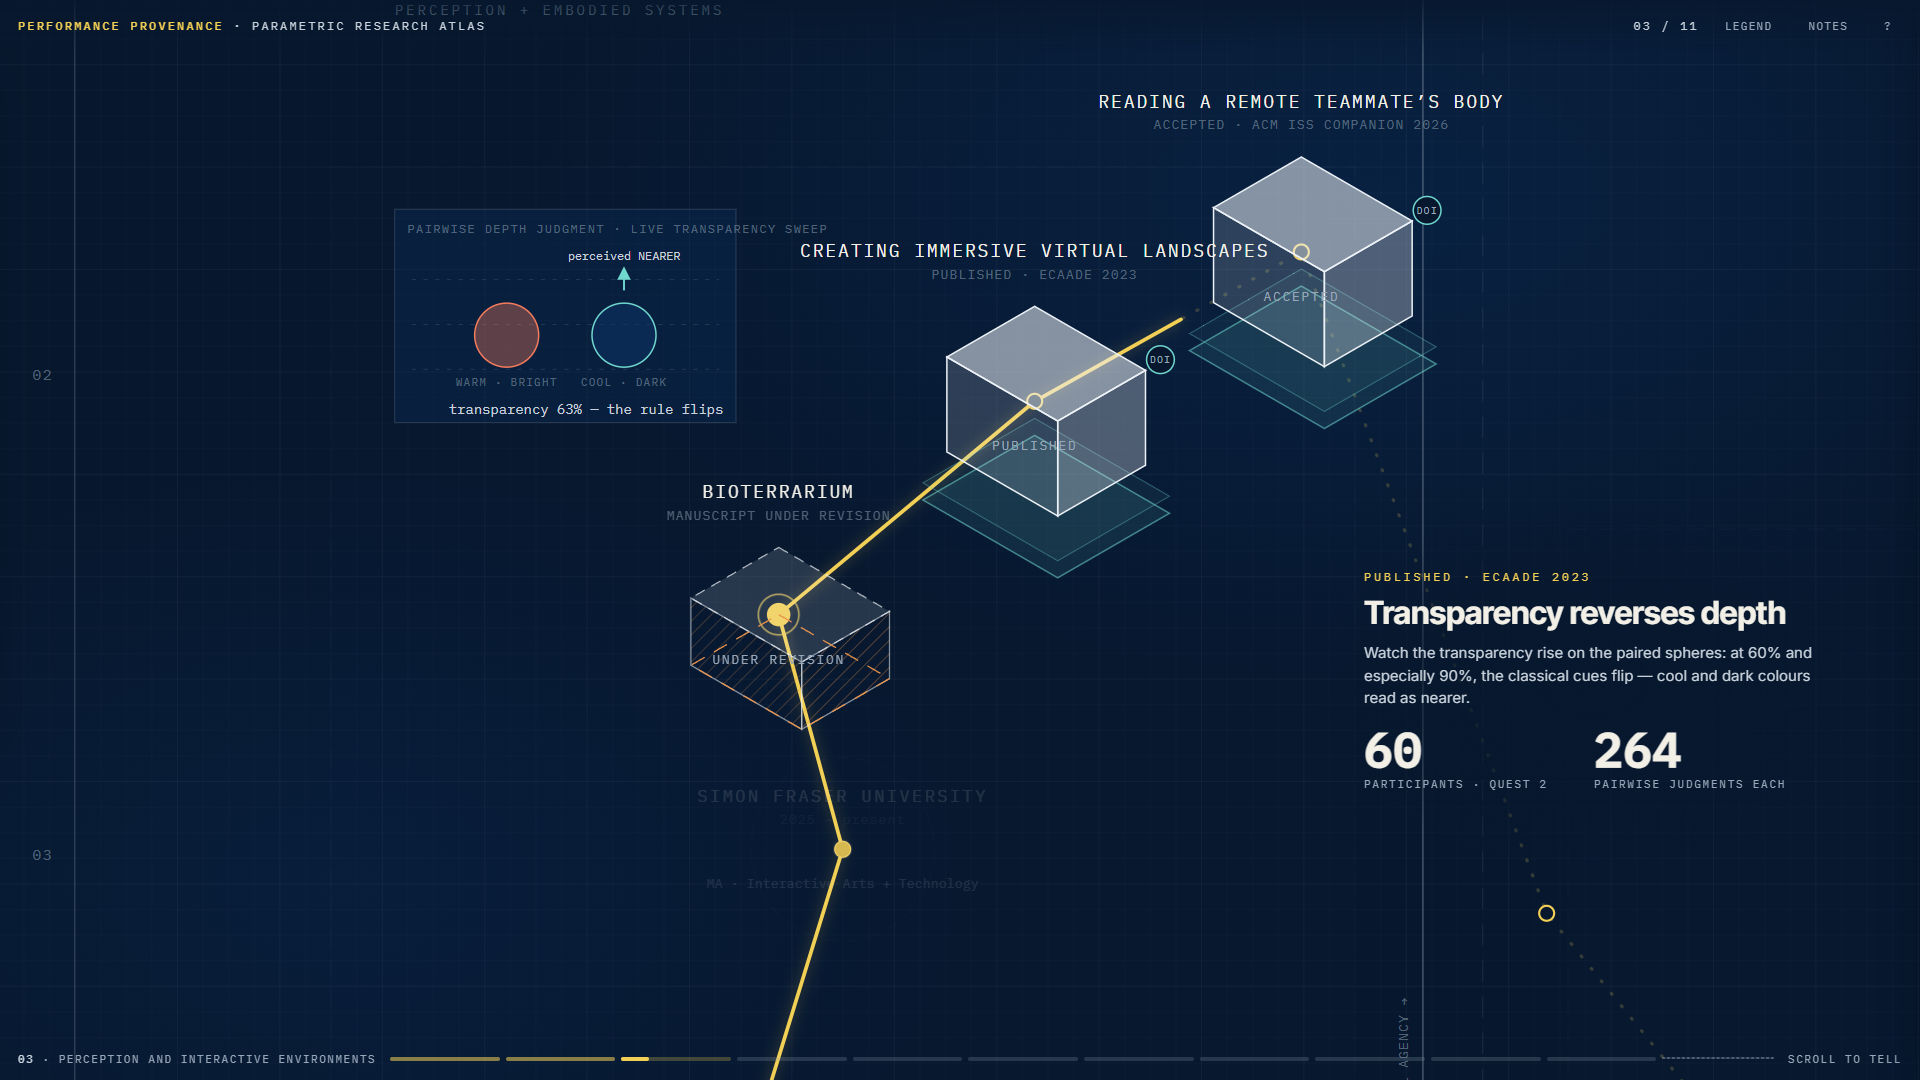 PERCEPTION + EMBODIED SYSTEMS
PERFORMANCE PROVENANCE · PARAMETRIC RESEARCH ATLAS
03 / 11
LEGEND
NOTES
?
READING A REMOTE TEAMMATE’S BODY
ACCEPTED · ACM ISS COMPANION 2026
DOI
ACCEPTED
PAIRWISE DEPTH JUDGMENT · LIVE TRANSPARENCY SWEEP
perceived NEARER
WARM · BRIGHT
COOL · DARK
transparency 63% — the rule flips
CREATING IMMERSIVE VIRTUAL LANDSCAPES
PUBLISHED · ECAADE 2023
DOI
PUBLISHED
02
BIOTERRARIUM
MANUSCRIPT UNDER REVISION
UNDER REVISION
PUBLISHED · ECAADE 2023
Transparency reverses depth
Watch the transparency rise on the paired spheres: at 60% and
especially 90%, the classical cues flip — cool and dark colours
read as nearer.
60
PARTICIPANTS · QUEST 2
264
PAIRWISE JUDGMENTS EACH
SIMON FRASER UNIVERSITY
2025 – present
03
MA · Interactive Arts + Technology
AGENCY →
03 · PERCEPTION AND INTERACTIVE ENVIRONMENTS
SCROLL TO TELL